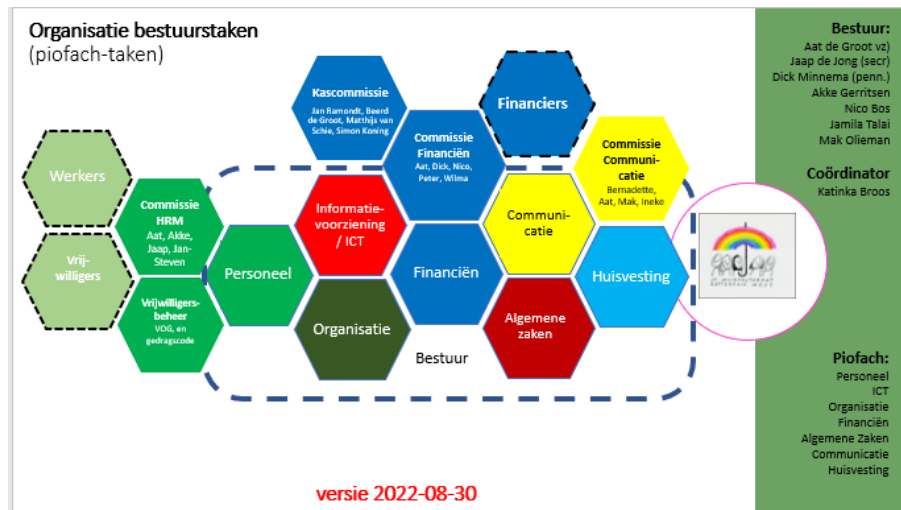 Organisatie bestuurstaken
(piofach-taken)
Kascommissie
Jan Ramondt, Beerd
de Groot, Matthijs van
Schie, Simon Koning
Financiers
Commissie
Financiën
Aat, Dick, Nico,
Peter, Wilma
Commissie
Communi-
catie
Bernadette,
Aat, Mak, Ineke
Werkers
Commissie
HRM
Aat, Akke,
Jaap, Jan-
Steven
Informatie-
voorziening
/ ICT
Communi-
catie
Vrij-
willigers
Personeel
Financiën
Huisvesting
Vrijwilligers-
beheer
VOG, en
gedragscode
Organisatie
Algemene
zaken
Bestuur
versie 2022-08-30
Bestuur:
Aat de Groot vz)
Jaap de Jong (secr)
Dick Minnema (penn.)
Akke Gerritsen
Nico Bos
Jamila Talai
Mak Olieman
Coördinator
Katinka Broos
Piofach:
Personeel
ICT
Organisatie
Financiën
Algemene Zaken
Communicatie
Huisvesting